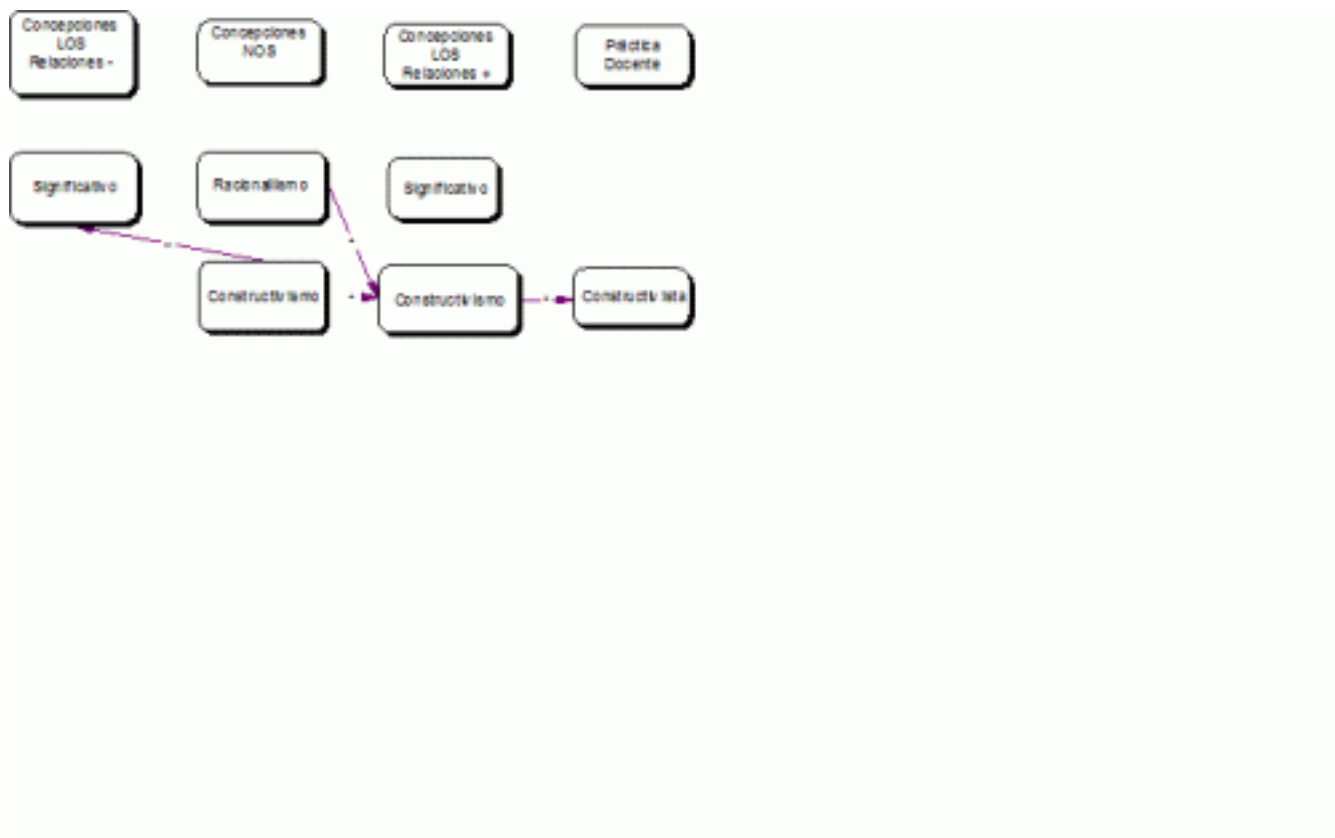 Concepciones
LOS
Relaciones -
Concepciones
NOS
Concepciones
LOS
Relaciones +
Práctica
Docente
Significativo
Racionalismo
Significativo
-
+
Constructivismo
+
Constructivismo
+
Constructivista